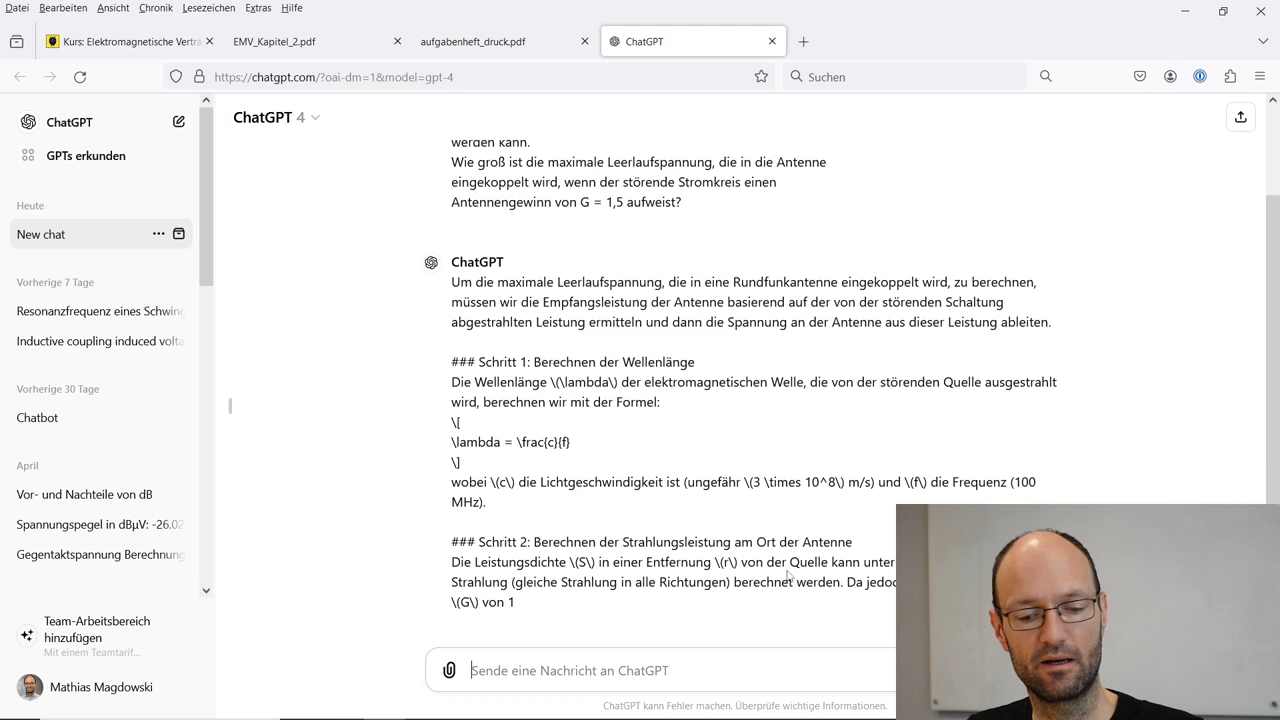 Datei Bearbeiten Ansicht Chronik Lesezeichen Extras Hilfe
Kurs: Elektromagnetische Verträ
EMV_Kapitel_2.pdf
aufgabenheft_druck.pdf
ChatGPT
https://chatgpt.com/?oai-dm=1&model=gpt-4
Suchen
ChatGPT
GPTs erkunden
Heute
New chat
Vorherige 7 Tage
Resonanzfrequenz eines Schwing
Inductive coupling induced volta
Vorherige 30 Tage
Chatbot
April
Vor- und Nachteile von dB
Spannungspegel in dBμV: -26.02
Gegentaktspannung Berechnung
Team-Arbeitsbereich
hinzufügen
Mit einem Teamtarif...
Mathias Magdowski
ChatGPT 4
werden kann.
Wie groß ist die maximale Leerlaufspannung, die in die Antenne
eingekoppelt wird, wenn der störende Stromkreis einen
Antennengewinn von G = 1,5 aufweist?
ChatGPT
Um die maximale Leerlaufspannung, die in eine Rundfunkantenne eingekoppelt wird, zu berechnen,
müssen wir die Empfangsleistung der Antenne basierend auf der von der störenden Schaltung
abgestrahlten Leistung ermitteln und dann die Spannung an der Antenne aus dieser Leistung ableiten.
### Schritt 1: Berechnen der Wellenlänge
Die Wellenlänge \(\lambda\) der elektromagnetischen Welle, die von der störenden Quelle ausgestrahlt
wird, berechnen wir mit der Formel:
\[
\lambda = \frac{c}{f}
\]
wobei \(c\) die Lichtgeschwindigkeit ist (ungefähr \(3 \times 10^8\) m/s) und \(f\) die Frequenz (100
MHz).
### Schritt 2: Berechnen der Strahlungsleistung am Ort der Antenne
Die Leistungsdichte \(S\) in einer Entfernung \(r\) von der Quelle kann unter
Strahlung (gleiche Strahlung in alle Richtungen) berechnet werden. Da jedoc
\(G\) von 1
Sende eine Nachricht an ChatGPT
ChatGPT kann Fehler machen. Überprüfe wichtige Informationen.